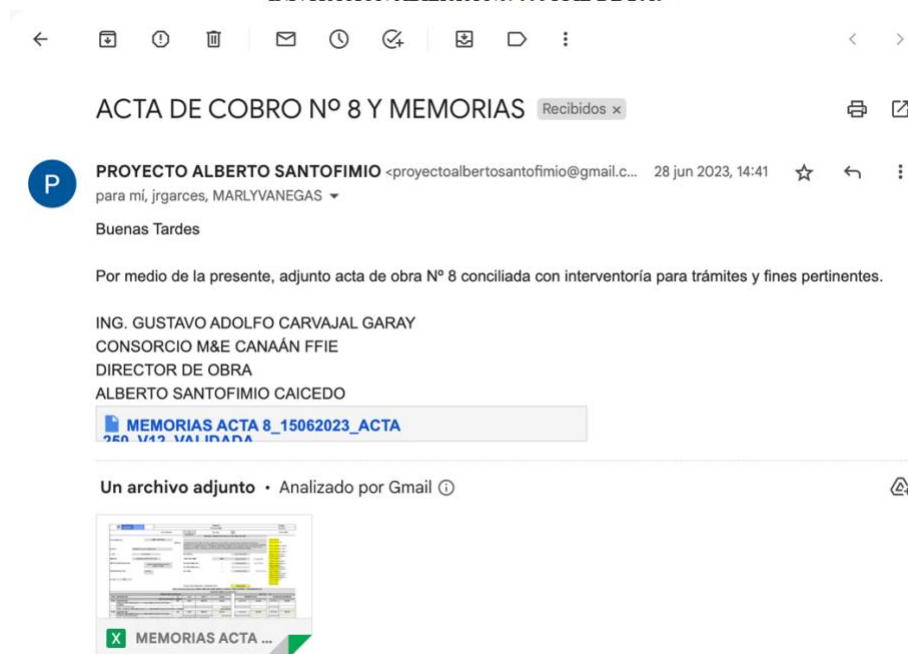 ACTA DE COBRO Nº 8 Y MEMORIAS Recibidos x
P
PROYECTO ALBERTO SANTOFIMIO <proyectoalbertosantofimio@gmail.c... 28 jun 2023, 14:41
para mí, jrgarces, MARLYVANEGAS
Buenas Tardes
Por medio de la presente, adjunto acta de obra Nº 8 conciliada con interventoría para trámites y fines pertinentes.
ING. GUSTAVO ADOLFO CARVAJAL GARAY
CONSORCIO M&E CANAÁN FFIE
DIRECTOR DE OBRA
ALBERTO SANTOFIMIO CAICEDO
MEMORIAS ACTA 8_15062023_ACTA
250_V12_VALIDADA
Un archivo adjunto • Analizado por Gmail
X MEMORIAS ACTA ...